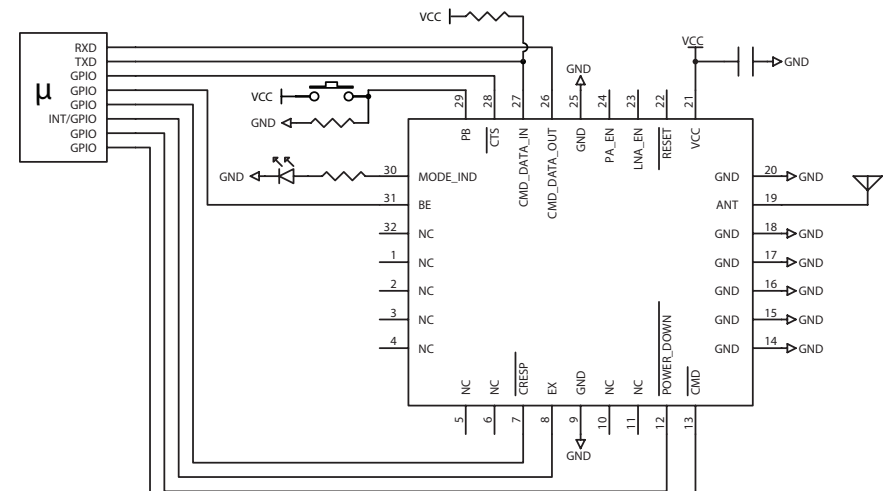 VCC
RXD
TXD
GPIO
GPIO
GPIO
INT/GPIO
GPIO
GPIO
μ
VCC
GND
GND
VCC
GND
GND
29
28
27
26
25
24
23
22
21
PB
CTS
CMD_DATA_IN
CMD_DATA_OUT
GND
PA_EN
LNA_EN
RESET
VCC
30
MODE_IND
31
BE
32
NC
1
NC
2
NC
3
NC
4
NC
GND
20
GND
ANT
19
GND
18
GND
GND
17
GND
GND
16
GND
GND
15
GND
GND
14
GND
NC
NC
CRESP
EX
GND
NC
NC
POWER_DOWN
CMD
5
6
7
8
9
10
11
12
13
GND